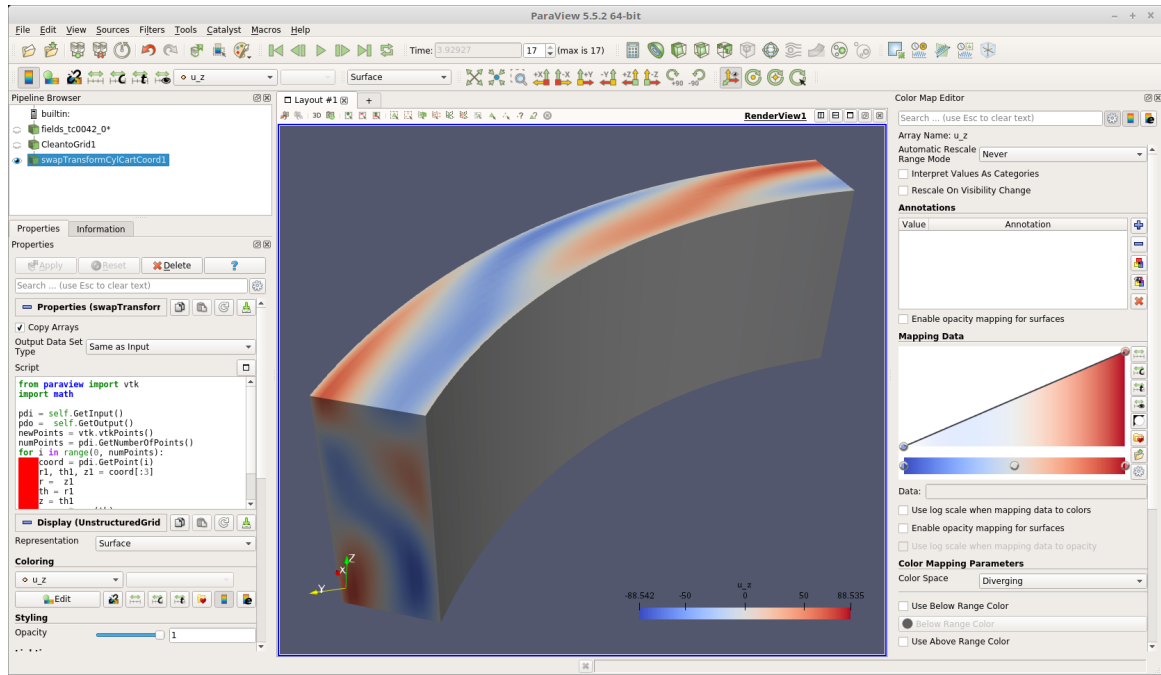 ParaView 5.5.2 64-bit
File Edit View Sources Filters Tools Catalyst Macros Help
Time: 3.92927 17 (max is 17)
u_z Surface
+X -X +Y -Y +Z -Z +90 -90
Pipeline Browser
builtin:
fields_tc0042_0*
CleantoGrid1
swapTransformCylCartCoord1
Properties Information
Properties
Apply Reset Delete ?
Search ... (use Esc to clear text)
Properties (swapTransforr
Copy Arrays
Output Data Set Type Same as Input
Script
from paraview import vtk
import math
pdi = self.GetInput()
pdo = self.GetOutput()
newPoints = vtk.vtkPoints()
numPoints = pdi.GetNumberOfPoints()
for i in range(0, numPoints):
coord = pdi.GetPoint(i)
r1, th1, z1 = coord[:3]
r = z1
th = r1
z = th1
Display (UnstructuredGrid
Representation Surface
Coloring
u_z
Edit
Styling
Opacity 1
Layout #1 +
3D RenderView1
Z
X
Y
u_z
-88.542 -50 0 50 88.535
Color Map Editor
Search ... (use Esc to clear text)
Array Name: u_z
Automatic Rescale Range Mode Never
Interpret Values As Categories
Rescale On Visibility Change
Annotations
Value Annotation
Enable opacity mapping for surfaces
Mapping Data
Data:
Use log scale when mapping data to colors
Enable opacity mapping for surfaces
Use log scale when mapping data to opacity
Color Mapping Parameters
Color Space Diverging
Use Below Range Color
Below Range Color
Use Above Range Color